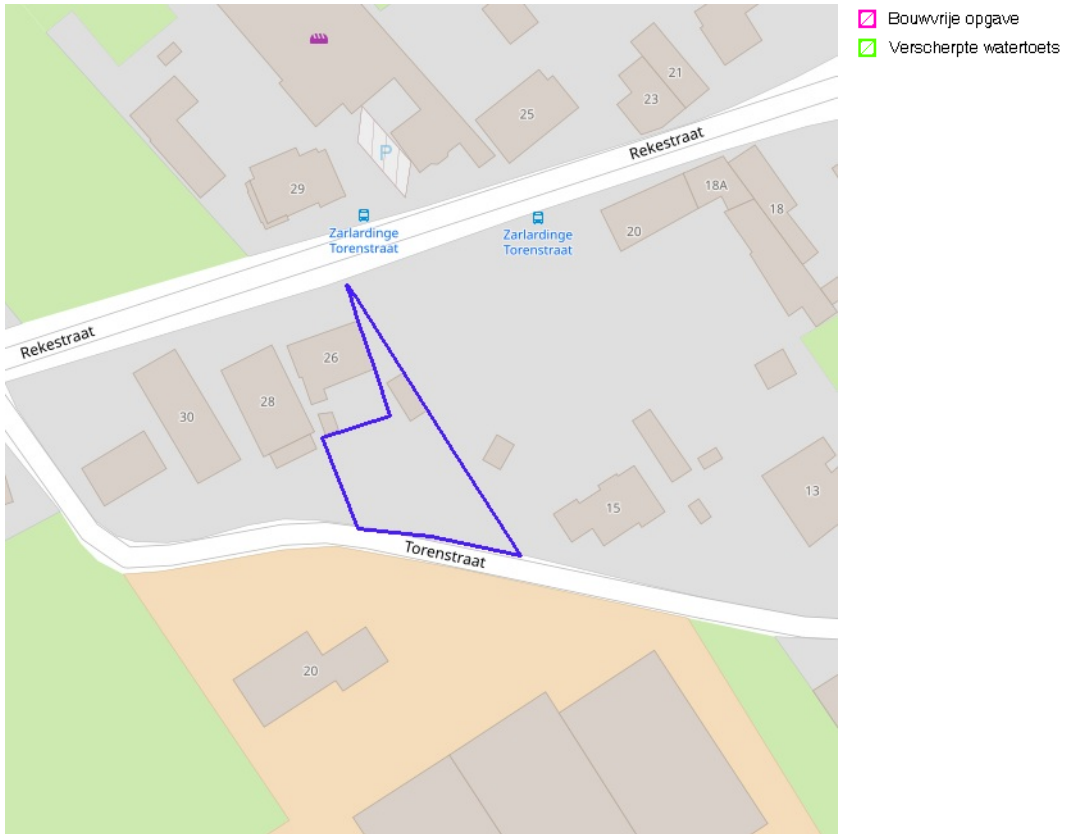 Bouwvrije opgave
Verscherpte watertoets
21
23
25
Rekestraat
P
29
18A
18
20
Zarlardinge
Torenstraat
Zarlardinge
Torenstraat
Rekestraat
26
28
30
15
13
Torenstraat
20